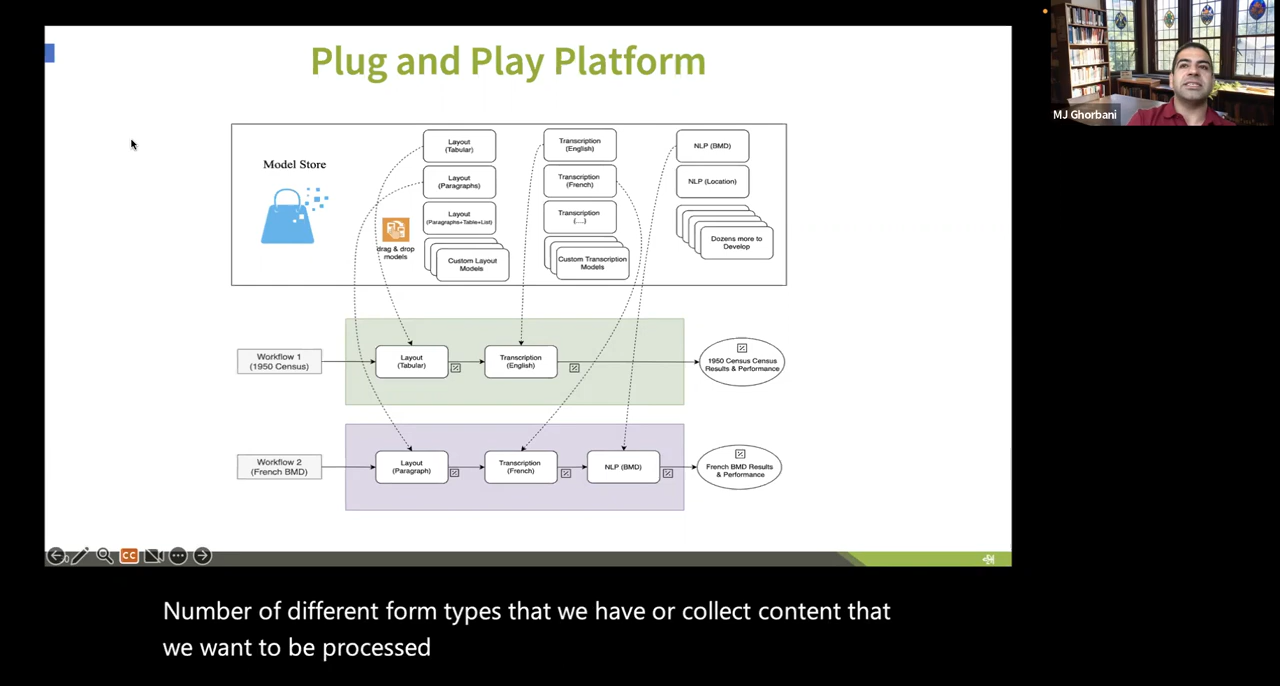 Plug and Play Platform
MJ Ghorbani
Model Store
drag & drop
models
Layout
(Tabular)
Layout
(Paragraphs)
Layout
(Paragraphs+Table+List)
Custom Layout
Models
Transcription
(English)
Transcription
(French)
Transcription
(....)
Custom Transcription
Models
NLP (BMD)
NLP (Location)
Dozens more to
Develop
Workflow 1
(1950 Census)
Layout
(Tabular)
Transcription
(English)
1950 Census Census
Results & Performance
Workflow 2
(French BMD)
Layout
(Paragraph)
Transcription
(French)
NLP (BMD)
French BMD Results
& Performance
CC
Number of different form types that we have or collect content that
we want to be processed